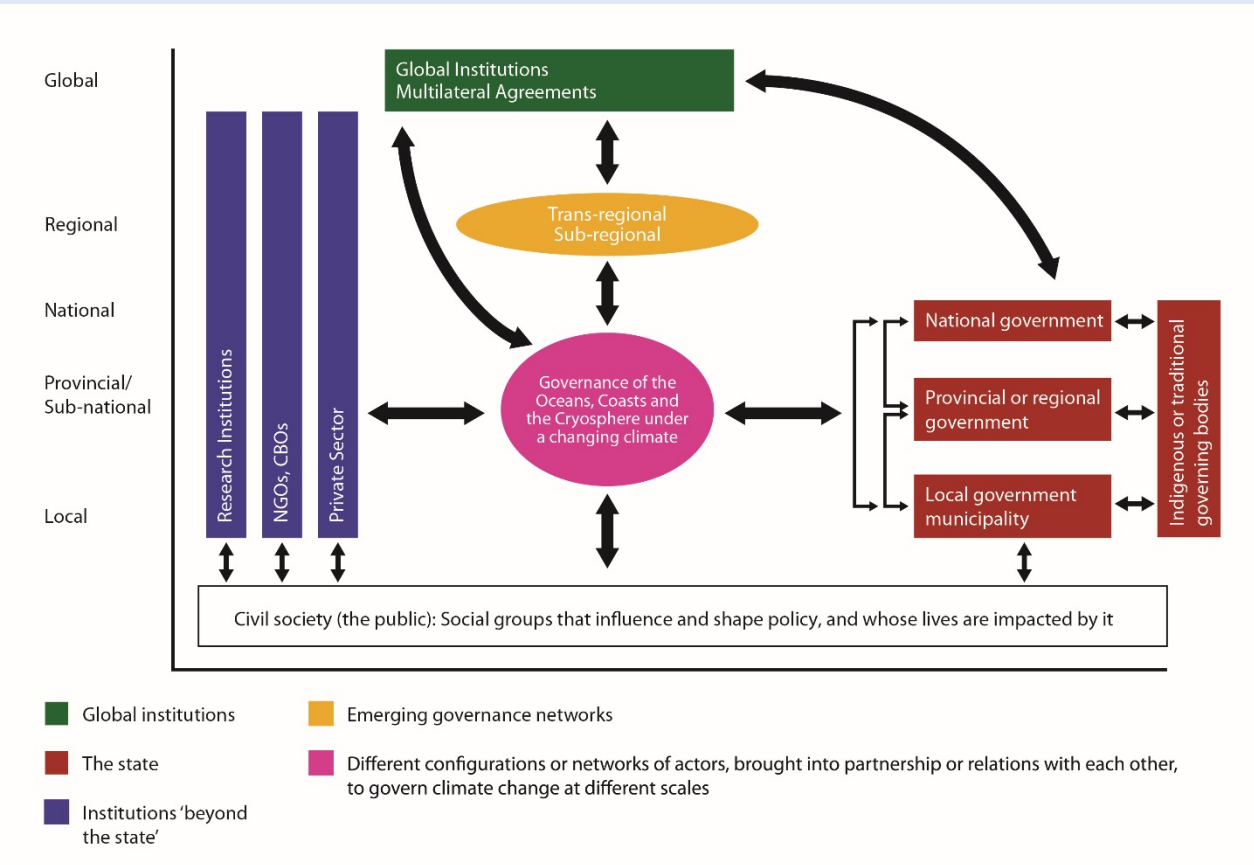 Global
Regional
National
Provincial/
Sub-national
Local
Research Institutions
NGOs, CBOs
Private Sector
Global Institutions
Multilateral Agreements
Trans-regional
Sub-regional
Governance of the
Oceans, Coasts and
the Cryosphere under
a changing climate
National government
Provincial or regional
government
Local government
municipality
Indigenous or traditional
governing bodies
Civil society (the public): Social groups that influence and shape policy, and whose lives are impacted by it
Global institutions
The state
Institutions ‘beyond
the state’
Emerging governance networks
Different configurations or networks of actors, brought into partnership or relations with each other,
to govern climate change at different scales